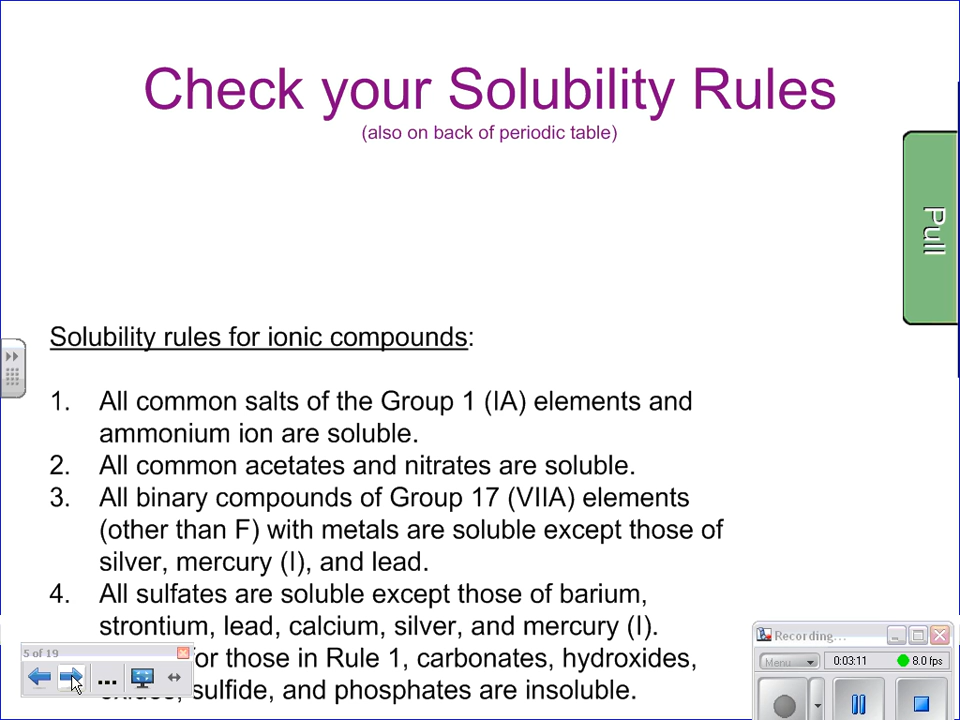 Check your Solubility Rules
(also on back of periodic table)
Pull
Solubility rules for ionic compounds:
1. All common salts of the Group 1 (IA) elements and
ammonium ion are soluble.
2. All common acetates and nitrates are soluble.
3. All binary compounds of Group 17 (VIIA) elements
(other than F) with metals are soluble except those of
silver, mercury (I), and lead.
4. All sulfates are soluble except those of barium,
strontium, lead, calcium, silver, and mercury (I).
for those in Rule 1, carbonates, hydroxides,
sulfide, and phosphates are insoluble.
5 of 19
...
Recording...
Menu 0:03:11 8.0 fps